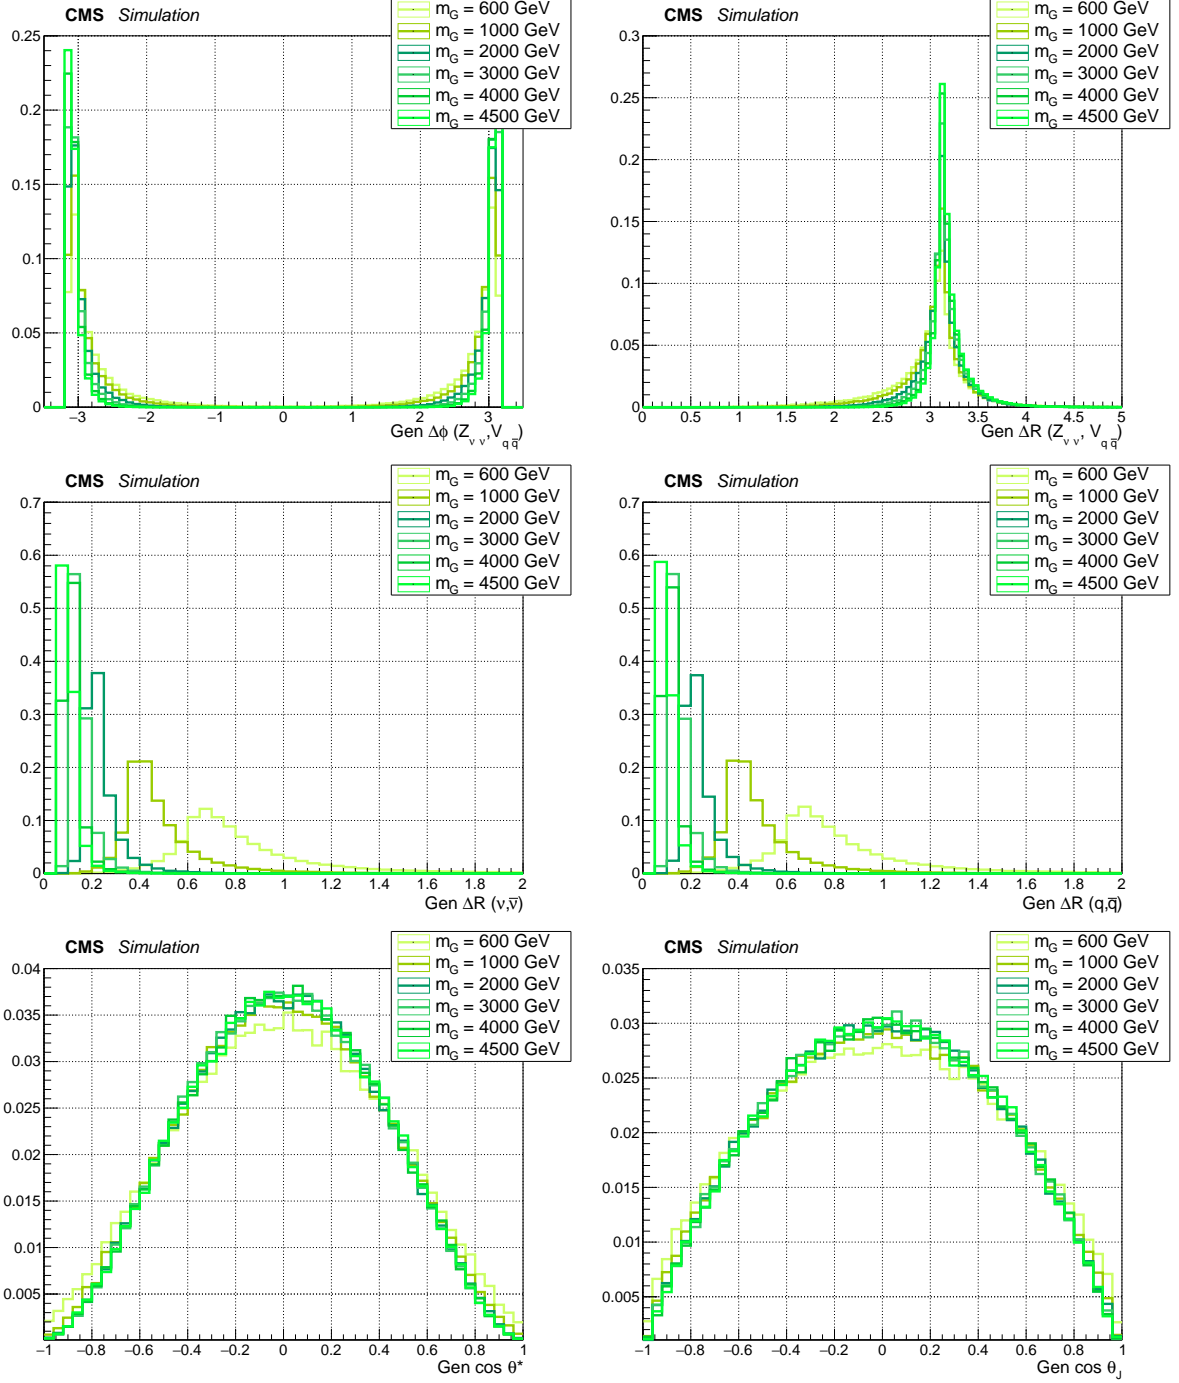 CMS Simulation
m_G = 600 GeV
m_G = 1000 GeV
m_G = 2000 GeV
m_G = 3000 GeV
m_G = 4000 GeV
m_G = 4500 GeV
0.25
0.2
0.15
0.1
0.05
0
−3 −2 −1 0 1 2 3
Gen Δϕ (Z_νν, V_qq̅)
CMS Simulation
m_G = 600 GeV
m_G = 1000 GeV
m_G = 2000 GeV
m_G = 3000 GeV
m_G = 4000 GeV
m_G = 4500 GeV
0.3
0.25
0.2
0.15
0.1
0.05
0
0 0.5 1 1.5 2 2.5 3 3.5 4 4.5 5
Gen ΔR (Z_νν, V_qq̅)
CMS Simulation
m_G = 600 GeV
m_G = 1000 GeV
m_G = 2000 GeV
m_G = 3000 GeV
m_G = 4000 GeV
m_G = 4500 GeV
0.7
0.6
0.5
0.4
0.3
0.2
0.1
0
0 0.2 0.4 0.6 0.8 1 1.2 1.4 1.6 1.8 2
Gen ΔR (ν,ν̅)
CMS Simulation
m_G = 600 GeV
m_G = 1000 GeV
m_G = 2000 GeV
m_G = 3000 GeV
m_G = 4000 GeV
m_G = 4500 GeV
0.7
0.6
0.5
0.4
0.3
0.2
0.1
0
0 0.2 0.4 0.6 0.8 1 1.2 1.4 1.6 1.8 2
Gen ΔR (q,q̅)
CMS Simulation
m_G = 600 GeV
m_G = 1000 GeV
m_G = 2000 GeV
m_G = 3000 GeV
m_G = 4000 GeV
m_G = 4500 GeV
0.04
0.035
0.03
0.025
0.02
0.015
0.01
0.005
−1 −0.8 −0.6 −0.4 −0.2 0 0.2 0.4 0.6 0.8 1
Gen cos θ*
CMS Simulation
m_G = 600 GeV
m_G = 1000 GeV
m_G = 2000 GeV
m_G = 3000 GeV
m_G = 4000 GeV
m_G = 4500 GeV
0.035
0.03
0.025
0.02
0.015
0.01
0.005
−1 −0.8 −0.6 −0.4 −0.2 0 0.2 0.4 0.6 0.8 1
Gen cos θ_J